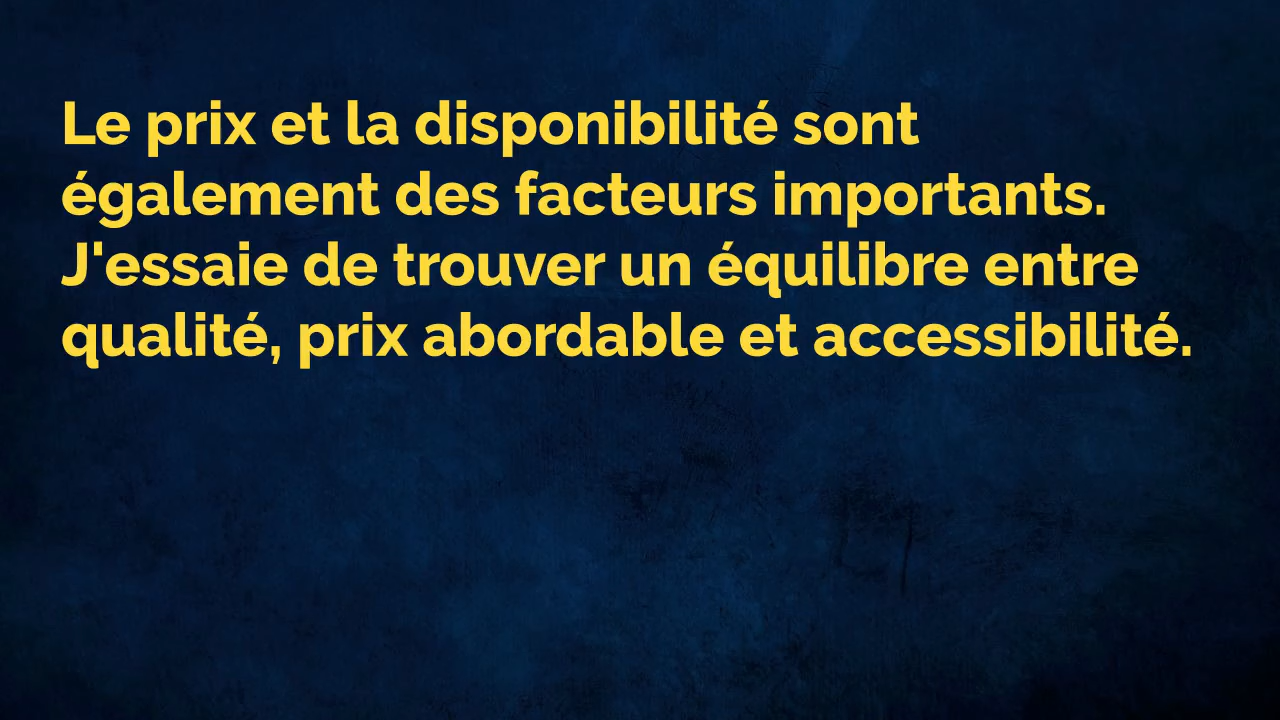 Le prix et la disponibilité sont
également des facteurs importants.
J'essaie de trouver un équilibre entre
qualité, prix abordable et accessibilité.